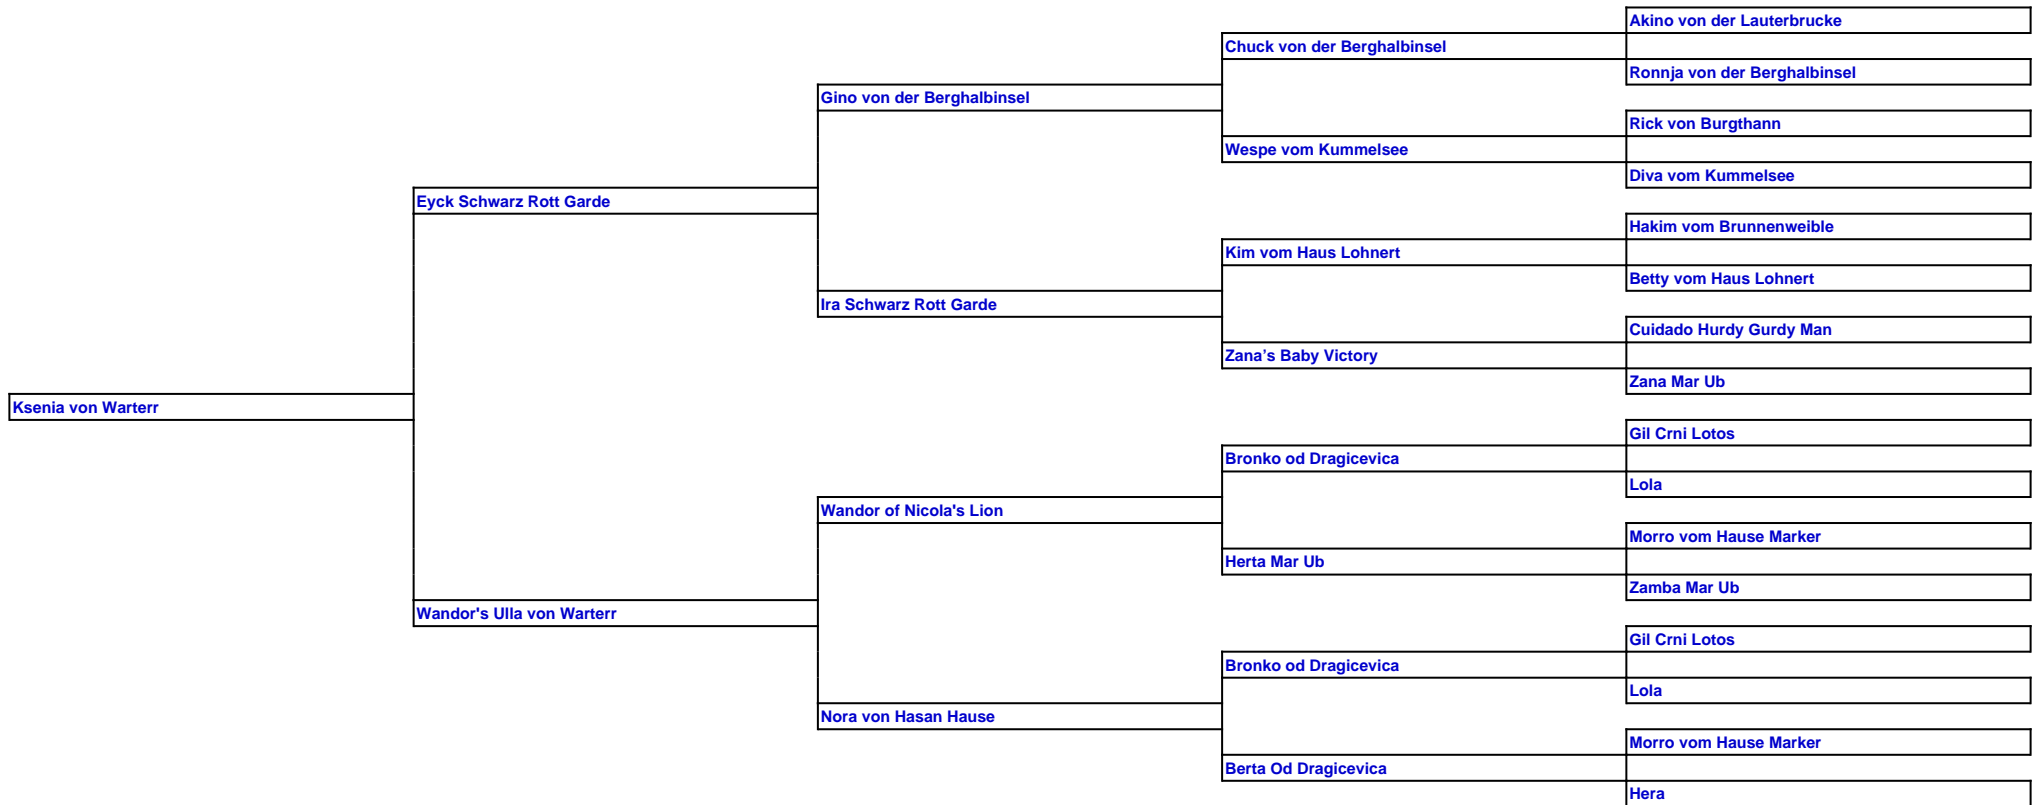 Akino von der Lauterbrucke
Chuck von der Berghalbinsel
Ronnja von der Berghalbinsel
Gino von der Berghalbinsel
Rick von Burgthann
Wespe vom Kummelsee
Diva vom Kummelsee
Eyck Schwarz Rott Garde
Hakim vom Brunnenweible
Kim vom Haus Lohnert
Betty vom Haus Lohnert
Ira Schwarz Rott Garde
Cuidado Hurdy Gurdy Man
Zana’s Baby Victory
Zana Mar Ub
Ksenia von Warterr
Gil Crni Lotos
Bronko od Dragicevica
Lola
Wandor of Nicola's Lion
Morro vom Hause Marker
Herta Mar Ub
Zamba Mar Ub
Wandor's Ulla von Warterr
Gil Crni Lotos
Bronko od Dragicevica
Lola
Nora von Hasan Hause
Morro vom Hause Marker
Berta Od Dragicevica
Hera